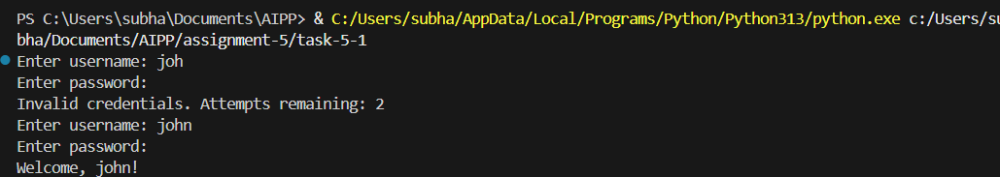 PS C:\Users\subha\Documents\AIPP> & C:/Users/subha/AppData/Local/Programs/Python/Python313/python.exe c:/Users/su
bha/Documents/AIPP/assignment-5/task-5-1
Enter username: joh
Enter password:
Invalid credentials. Attempts remaining: 2
Enter username: john
Enter password:
Welcome, john!